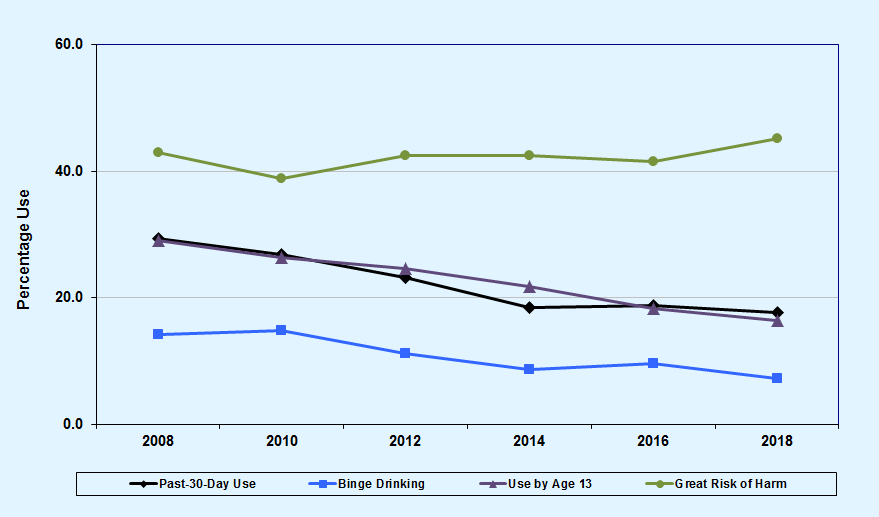 60.0
40.0
20.0
0.0
Percentage Use
2008 2010 2012 2014 2016 2018
Past-30-Day Use Binge Drinking Use by Age 13 Great Risk of Harm